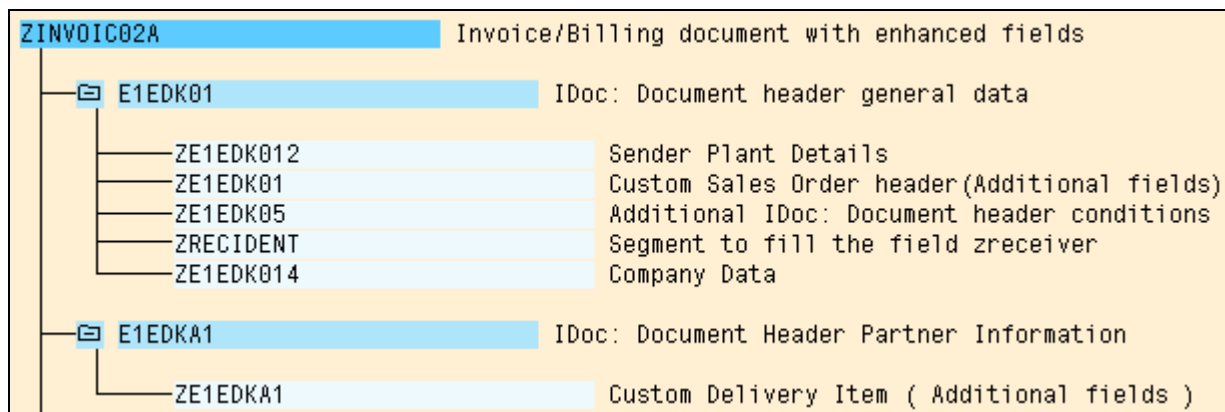 ZINVOIC02A Invoice/Billing document with enhanced fields
E1EDK01 IDoc: Document header general data
ZE1EDK012 Sender Plant Details
ZE1EDK01 Custom Sales Order header(Additional fields)
ZE1EDK05 Additional IDoc: Document header conditions
ZRECIDENT Segment to fill the field zreceiver
ZE1EDK014 Company Data
E1EDKA1 IDoc: Document Header Partner Information
ZE1EDKA1 Custom Delivery Item ( Additional fields )